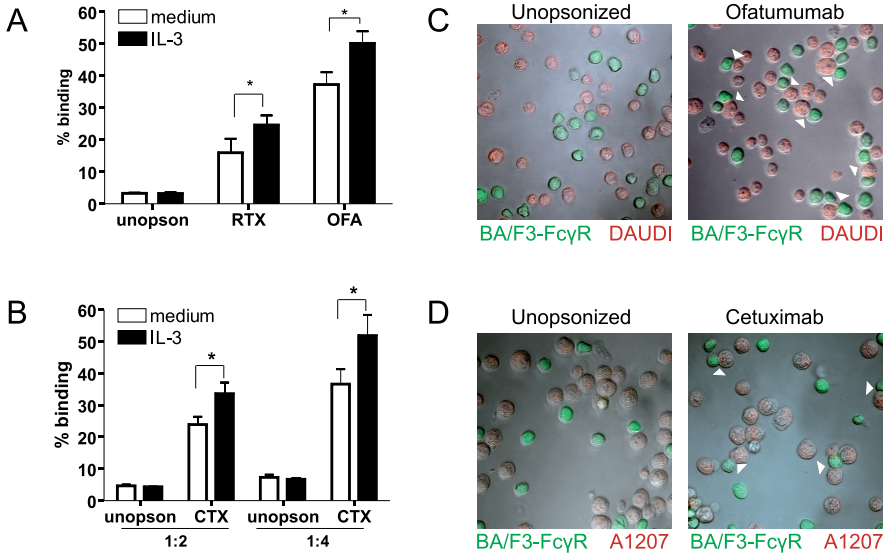 A
medium
IL-3
% binding
60
50
40
30
20
10
0
*
*
unopson RTX OFA
B
medium
IL-3
% binding
60
50
40
30
20
10
0
*
*
unopson CTX unopson CTX
1:2 1:4
C
Unopsonized Ofatumumab
BA/F3-FcγR DAUDI BA/F3-FcγR DAUDI
D
Unopsonized Cetuximab
BA/F3-FcγR A1207 BA/F3-FcγR A1207